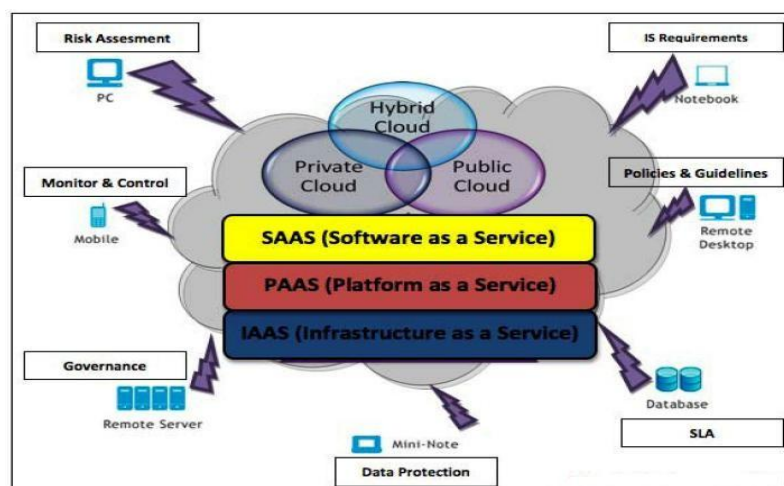 Risk Assesment
PC
IS Requirements
Notebook
Hybrid
Cloud
Private
Cloud
Public
Cloud
Monitor & Control
Mobile
Policies & Guidelines
Remote
Desktop
SAAS (Software as a Service)
PAAS (Platform as a Service)
IAAS (Infrastructure as a Service)
Governance
Remote Server
Database
SLA
Mini-Note
Data Protection